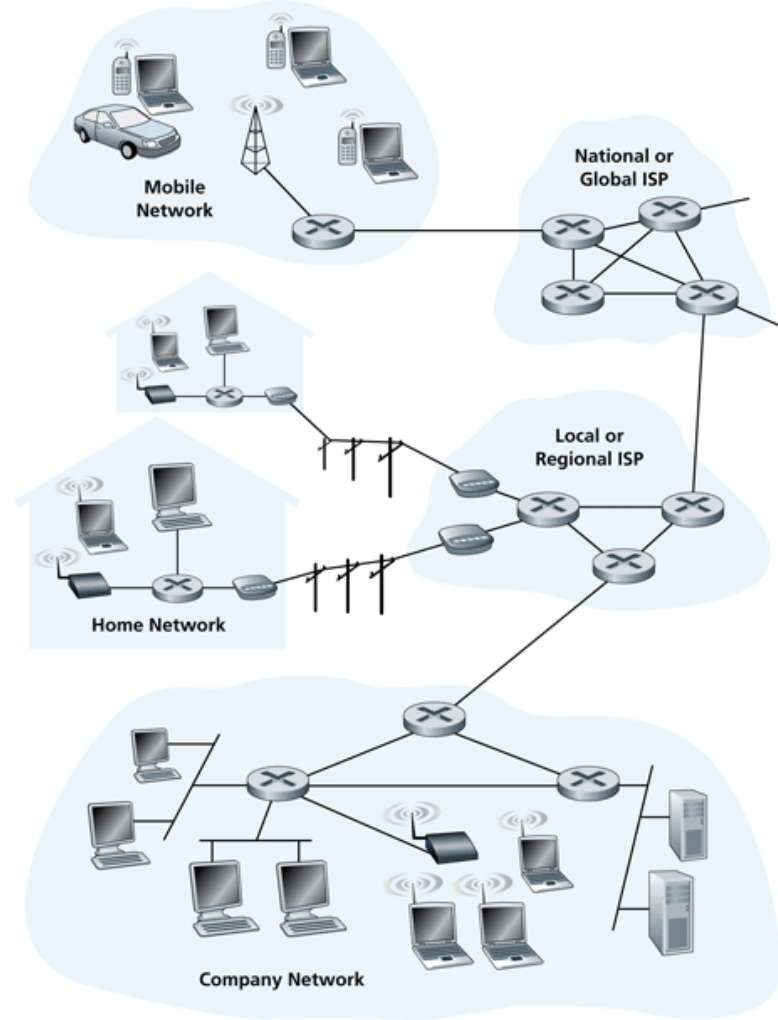 Mobile
Network
National or
Global ISP
Local or
Regional ISP
Home Network
Company Network